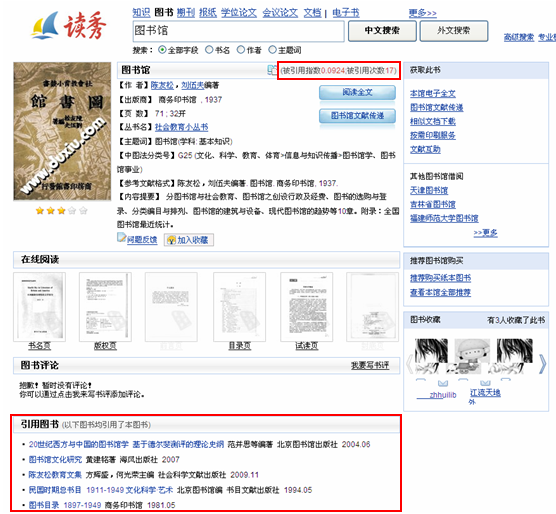 读秀
知识 图书 期刊 报纸 学位论文 会议论文 文档 | 电子书 更多>>
图书馆
中文搜索
外文搜索
高级搜索
搜索： 全部字段 书名 作者 主题词
图书馆
(被引用指数0.0924;被引用次数17)
【作 者】陈友松，刘伍夫编著
【出版商】 商务印书馆 , 1937
【页 数】 71 ; 32开
【丛书名】社会教育小丛书
【主题词】图书馆(学科: 基本知识)
【中图法分类号】G25 (文化、科学、教育、体育>信息与知识传播>图书馆学、图书馆事业)
【参考文献格式】陈友松，刘伍夫编著. 图书馆. 商务印书馆, 1937.
【内容提要】 分图书馆与社会教育、图书馆之创设行政及经费、图书的选购与登
录、分类编目与排列、图书馆的建筑与设备、现代图书馆的趋势等10章。附录：全国
图书馆最近统计。
阅读全文
图书馆文献传递
图書館
www.duxiu.com
问题反馈 加入收藏
在线阅读
书名页
版权页
目录页
试读页
图书评论
我要写书评
抱歉！暂时没有评论！
你可以通过点击我来写书评添加评论。
引用图书 (以下图书均引用了本图书)
20世纪西方与中国的图书馆学 基于德尔斐测评的理论史纲 范并思等编著 北京图书馆出版社 2004.06
图书馆文化研究 黄建铭著 海风出版社 2007
陈友松教育文集 方辉盛，何光荣主编 社会科学文献出版社 2009.11
民国时期总书目 1911-1949 文化科学·艺术 北京图书馆编 书目文献出版社 1994.05
图书目录 1897-1949 商务印书馆 1981.05
获取此书
本馆电子全文
图书馆文献传递
相似文档下载
按需印刷服务
文献互助
其他图书馆借阅
天津图书馆
吉林省图书馆
福建师范大学图书馆
>>更多
推荐图书馆购买
推荐购买纸本图书
查看本馆全部推荐
图书收藏 有3人收藏了此书
zhhuilib
江流天地外